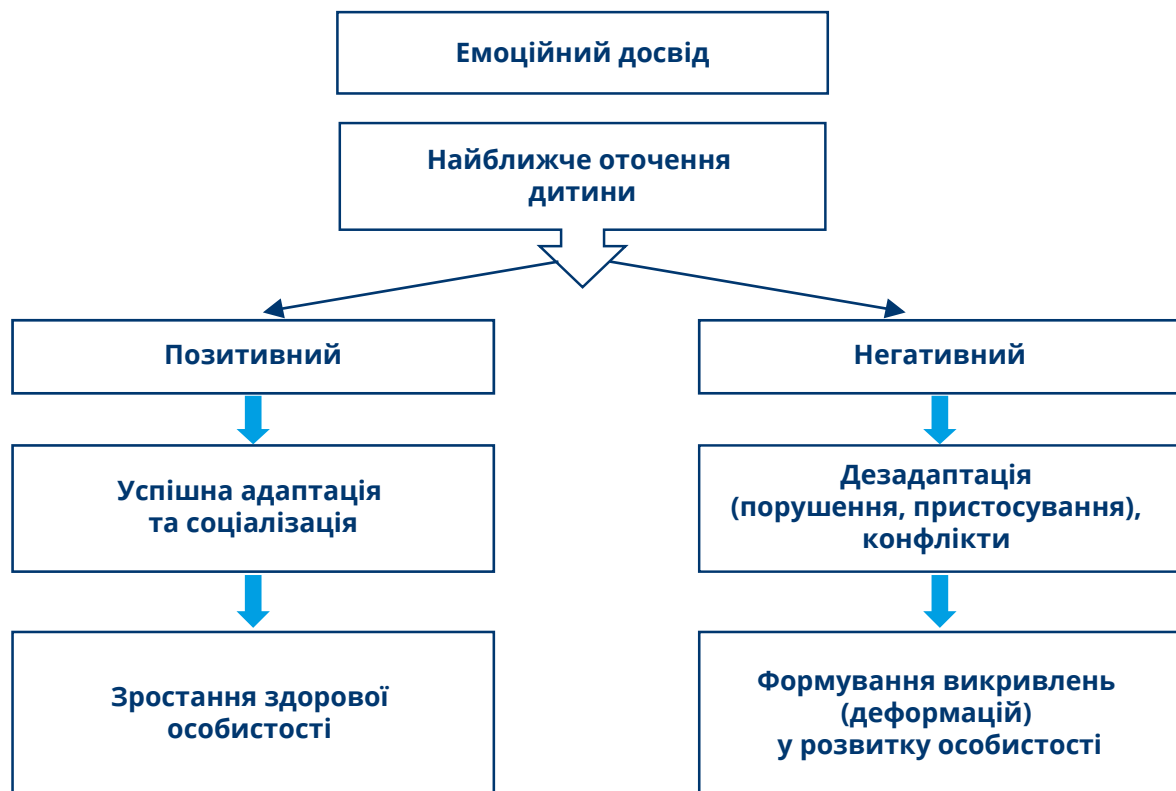 Емоційний досвід
Найближче оточення
дитини
Позитивний
Негативний
Успішна адаптація
та соціалізація
Дезадаптація
(порушення, пристосування),
конфлікти
Зростання здорової
особистості
Формування викривлень
(деформацій)
у розвитку особистості